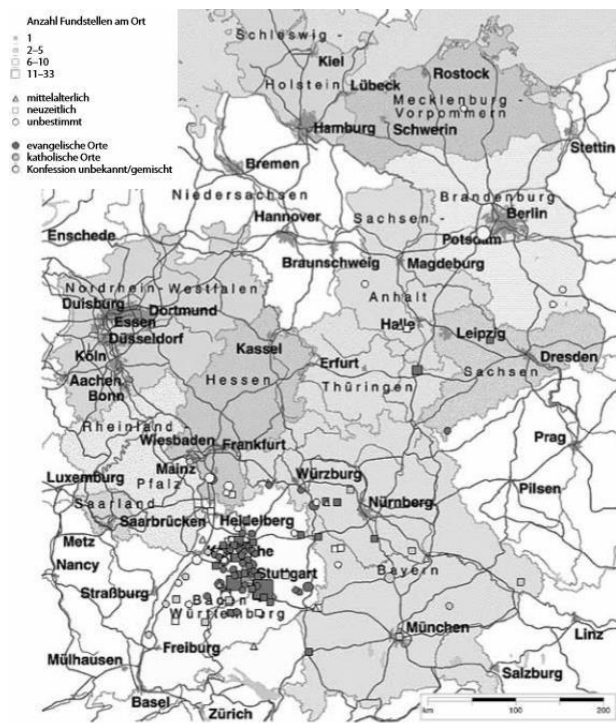 Anzahl Fundstellen am Ort
1
2–5
6–10
11–33
mittelalterlich
neuzeitlich
unbestimmt
evangelische Orte
katholische Orte
Konfession unbekannt/gemischt
Schleswig -
Kiel
Holstein
Lübeck
Rostock
Mecklenburg -
Vorpommern
Hamburg
Schwerin
Stettin
Bremen
Niedersachsen
Brandenburg
Sachsen -
Berlin
Hannover
Enschede
Potsdam
Braunschweig
Magdeburg
Nordrhein-Westfalen
Anhalt
Duisburg
Dortmund
Essen
Halle
Düsseldorf
Leipzig
Kassel
Köln
Erfurt
Dresden
Aachen
Hessen
Thüringen
Sachsen
Bonn
Rheinland -
Prag
Wiesbaden
Frankfurt
Mainz
Luxemburg
Würzburg
Pfalz
Pilsen
Saarland
Nürnberg
Saarbrücken
Heidelberg
Metz
Nancy
Stuttgart
Bayern
Straßburg
Baden
Württemberg
München
Linz
Freiburg
Mülhausen
Salzburg
Basel
Zürich
km 100 200